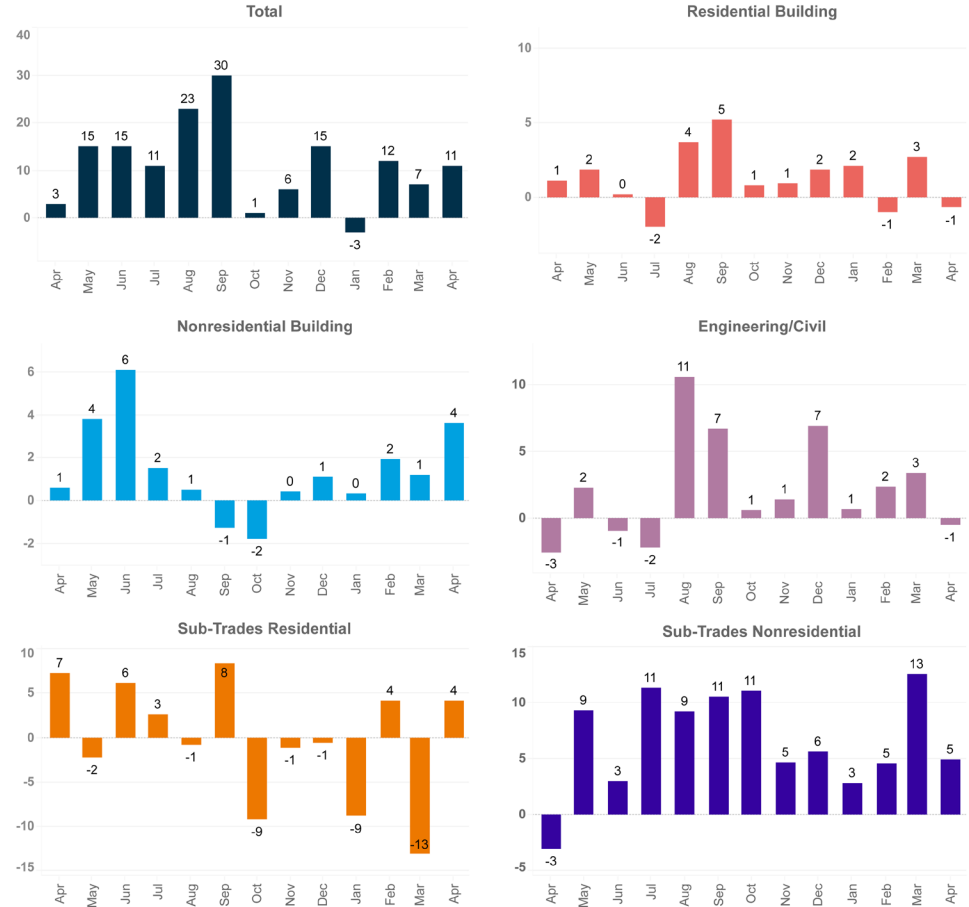 Total
40
30
20
10
0
3
15
15
11
23
30
1
6
15
-3
12
7
11
Apr
May
Jun
Jul
Aug
Sep
Oct
Nov
Dec
Jan
Feb
Mar
Apr
Residential Building
10
5
0
1
2
0
-2
4
5
1
1
2
2
-1
3
-1
Apr
May
Jun
Jul
Aug
Sep
Oct
Nov
Dec
Jan
Feb
Mar
Apr
Nonresidential Building
6
4
2
0
-2
1
4
6
2
1
-1
-2
0
1
0
2
1
4
Apr
May
Jun
Jul
Aug
Sep
Oct
Nov
Dec
Jan
Feb
Mar
Apr
Engineering/Civil
10
5
0
-3
2
-1
-2
11
7
1
1
7
1
2
3
-1
Apr
May
Jun
Jul
Aug
Sep
Oct
Nov
Dec
Jan
Feb
Mar
Apr
Sub-Trades Residential
10
5
0
-5
-10
-15
7
-2
6
3
-1
8
-9
-1
-1
-9
4
-13
4
Apr
May
Jun
Jul
Aug
Sep
Oct
Nov
Dec
Jan
Feb
Mar
Apr
Sub-Trades Nonresidential
15
10
5
0
-5
-3
9
3
11
9
11
11
5
6
3
5
13
5
Apr
May
Jun
Jul
Aug
Sep
Oct
Nov
Dec
Jan
Feb
Mar
Apr